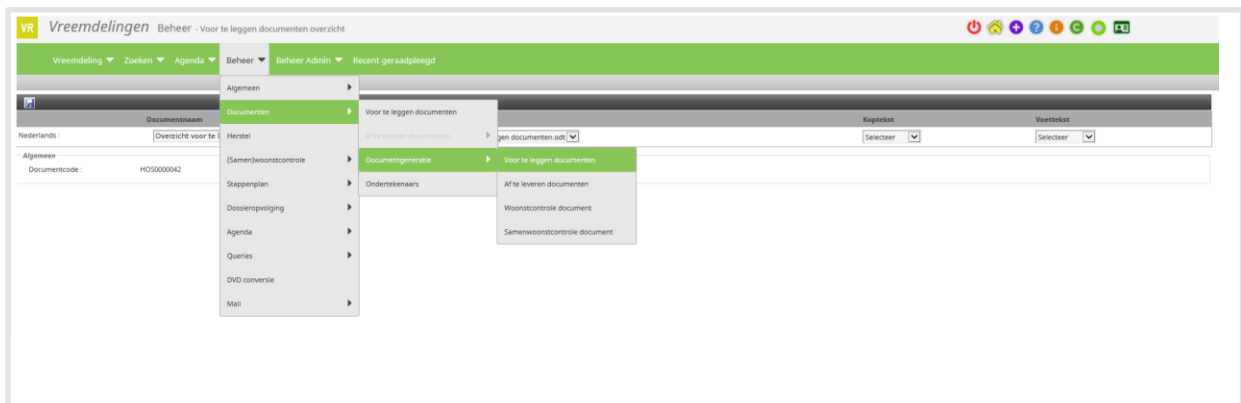 VR Vreemdelingen Beheer - Voor te leggen documenten overzicht
Vreemdeling Zoeken Agenda Beheer Beheer Admin Recent geraadpleegd
Algemeen
Documenten
Herstel
(Samen)woonstcontrole
Stappenplan
Dossieropvolging
Agenda
Queries
DVD conversie
Mail
Voor te leggen documenten
Af te leveren documenten
Documentgeneratie
Ondertekenaars
Voor te leggen documenten
Af te leveren documenten
Woonstcontrole document
Samenwoonstcontrole document
Documentnaam Koptekst Voettekst
Nederlands : Overzicht voor te gen documenten.odt Selecteer Selecteer
Algemeen
Documentcode : HOS0000042